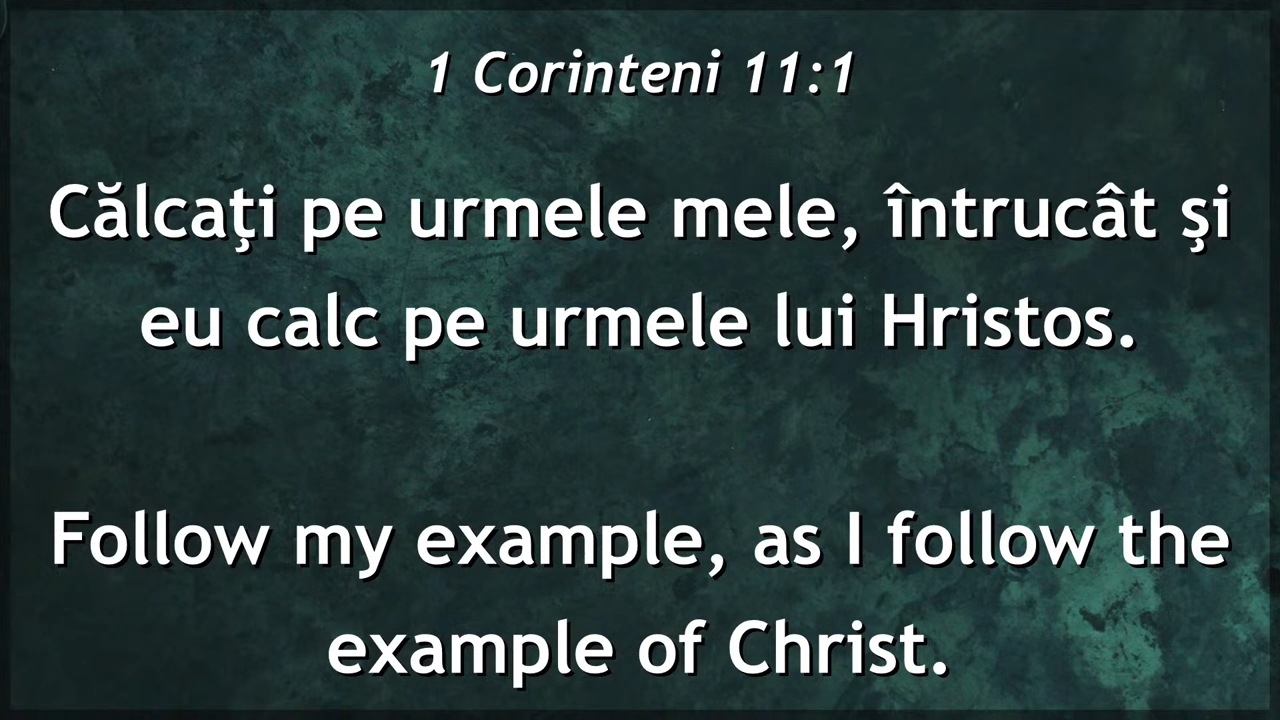 1 Corinteni 11:1
Călcaţi pe urmele mele, întrucât şi
eu calc pe urmele lui Hristos.
Follow my example, as I follow the
example of Christ.